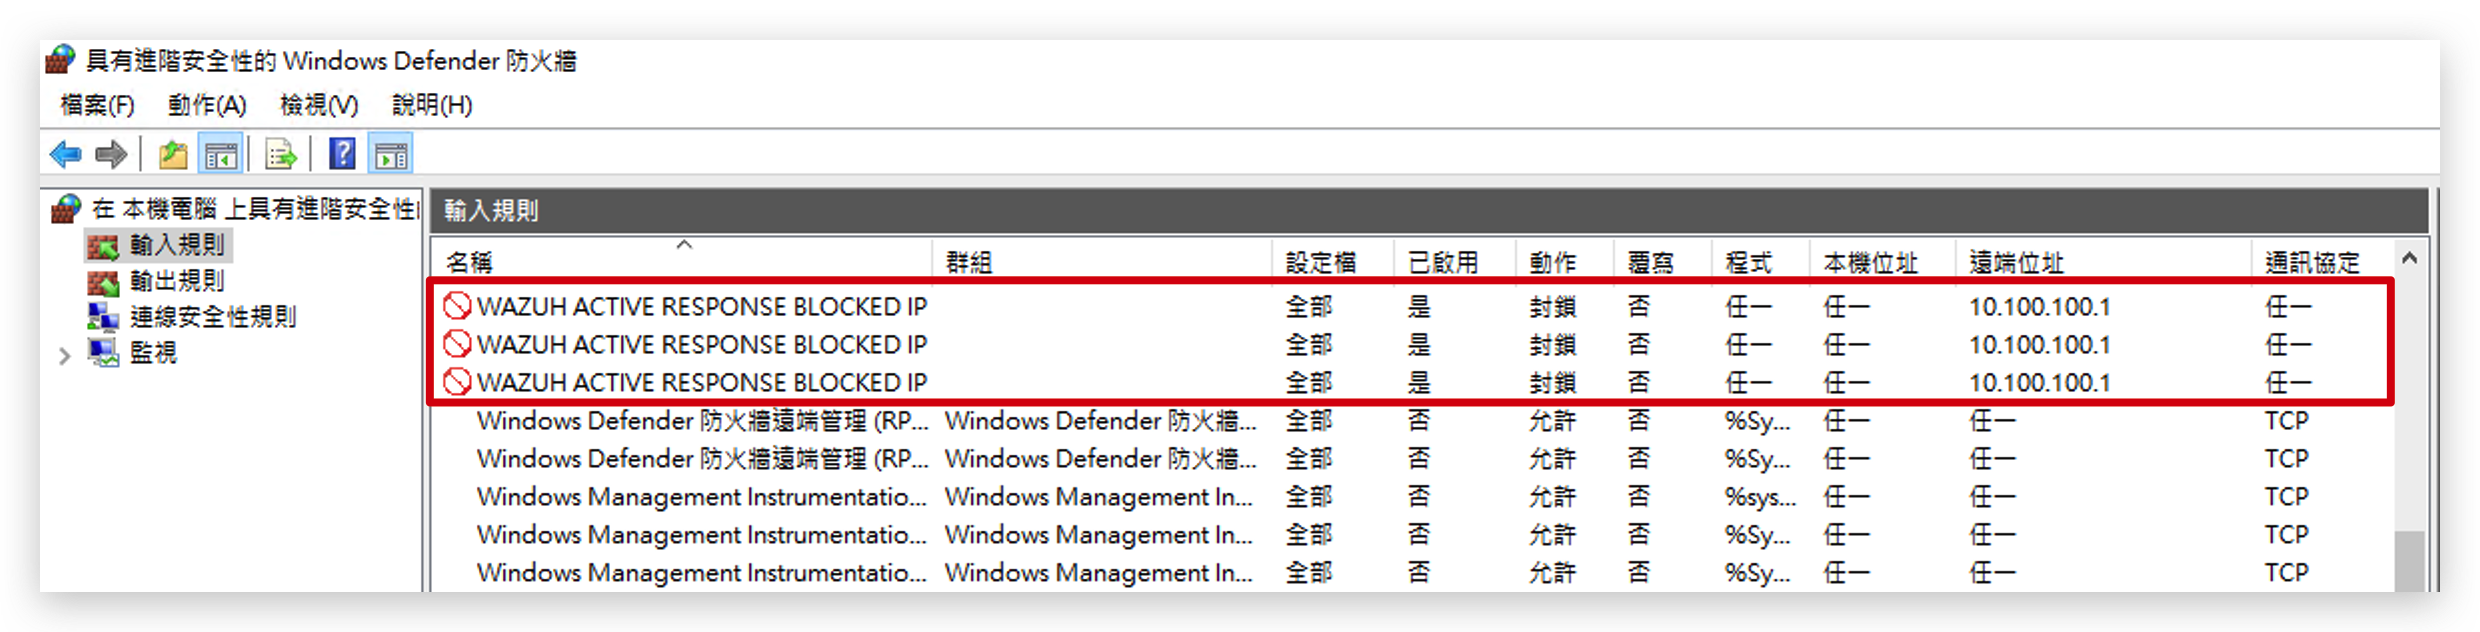 具有進階安全性的 Windows Defender 防火牆
檔案(F) 動作(A) 檢視(V) 說明(H)
在 本機電腦 上具有進階安全性
輸入規則
輸出規則
連線安全性規則
監視
輸入規則
名稱 群組 設定檔 已啟用 動作 覆寫 程式 本機位址 遠端位址 通訊協定
WAZUH ACTIVE RESPONSE BLOCKED IP 全部 是 封鎖 否 任一 任一 10.100.100.1 任一
WAZUH ACTIVE RESPONSE BLOCKED IP 全部 是 封鎖 否 任一 任一 10.100.100.1 任一
WAZUH ACTIVE RESPONSE BLOCKED IP 全部 是 封鎖 否 任一 任一 10.100.100.1 任一
Windows Defender 防火牆遠端管理 (RP... Windows Defender 防火牆... 全部 否 允許 否 %Sy... 任一 任一 TCP
Windows Defender 防火牆遠端管理 (RP... Windows Defender 防火牆... 全部 否 允許 否 %Sy... 任一 任一 TCP
Windows Management Instrumentatio... Windows Management In... 全部 否 允許 否 %sys... 任一 任一 TCP
Windows Management Instrumentatio... Windows Management In... 全部 否 允許 否 %Sy... 任一 任一 TCP
Windows Management Instrumentatio... Windows Management In... 全部 否 允許 否 %Sy... 任一 任一 TCP